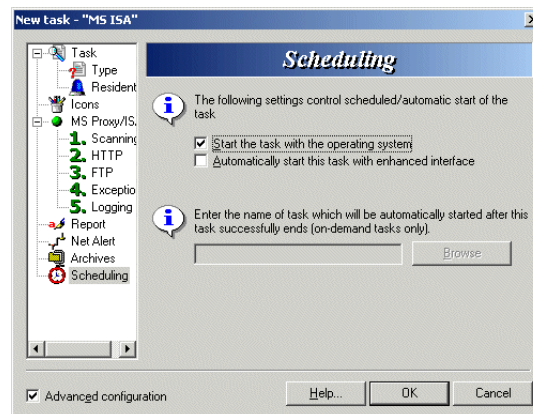 New task - "MS ISA"
Task
Type
Resident
Icons
MS Proxy/IS
1. Scanning
2. HTTP
3. FTP
4. Exceptio
5. Logging
Report
Net Alert
Archives
Scheduling
Scheduling
The following settings control scheduled/automatic start of the
task
Start the task with the operating system
Automatically start this task with enhanced interface
Enter the name of task which will be automatically started after this
task successfully ends (on-demand tasks only).
Browse
Advanced configuration
Help...
OK
Cancel